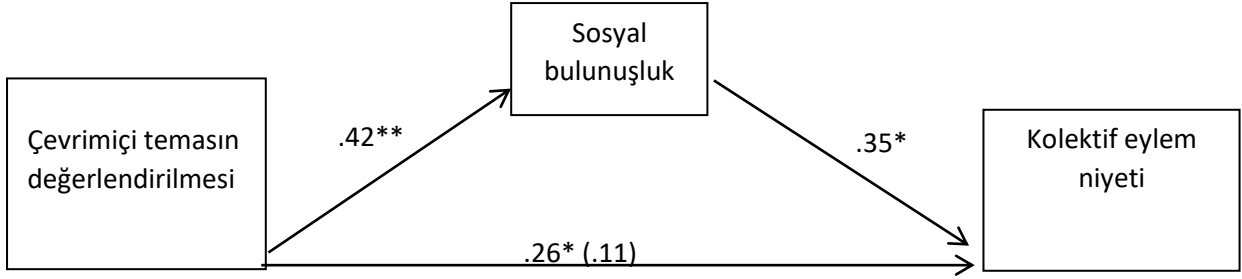 Sosyal
bulunuşluk
Çevrimiçi temasın
değerlendirilmesi
.42**
.35*
Kolektif eylem
niyeti
.26* (.11)